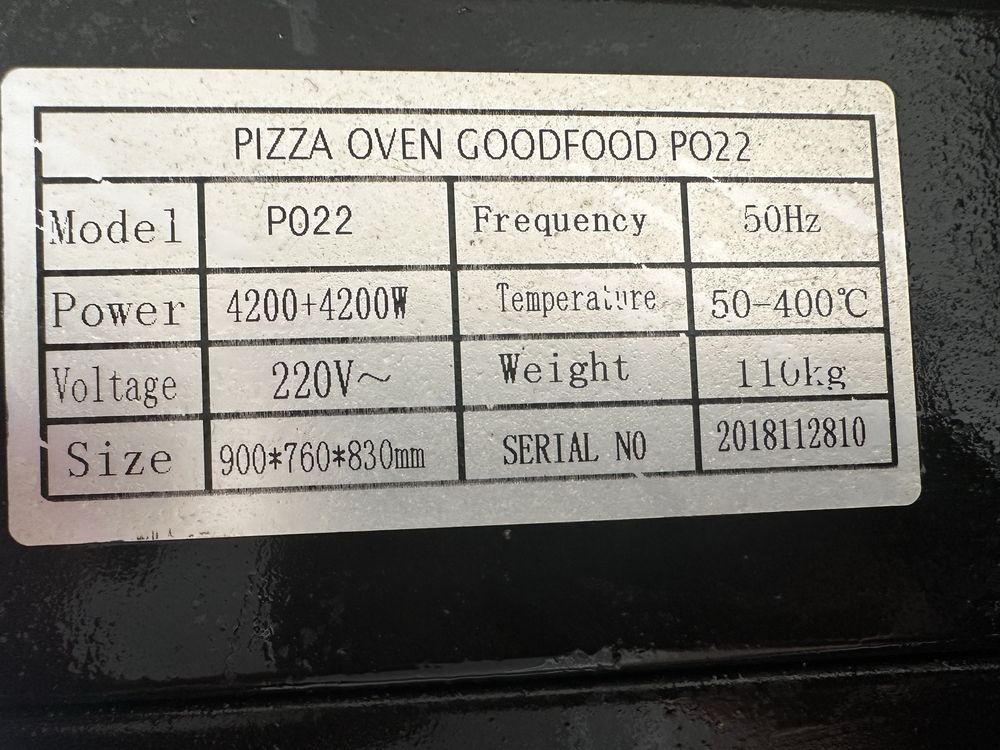 PIZZA OVEN GOODFOOD PO22
Model PO22 Frequency 50Hz
Power 4200+4200W Temperature 50-400℃
Voltage 220V~ Weight 110kg
Size 900*760*830mm SERIAL NO 2018112810